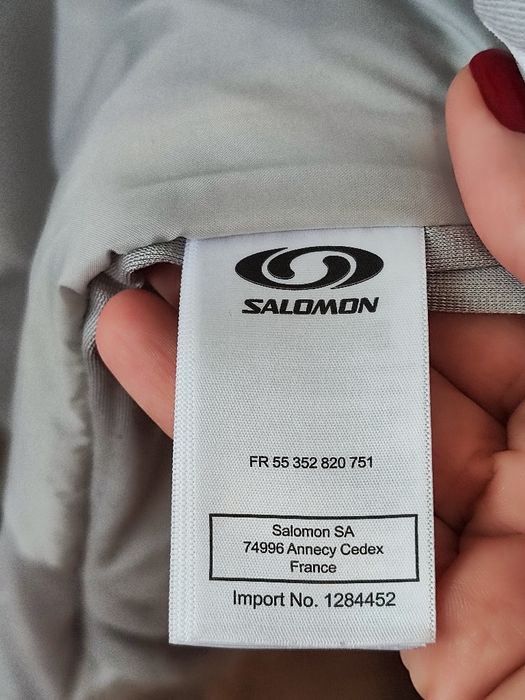 SALOMON
FR 55 352 820 751
Salomon SA
74996 Annecy Cedex
France
Import No. 1284452